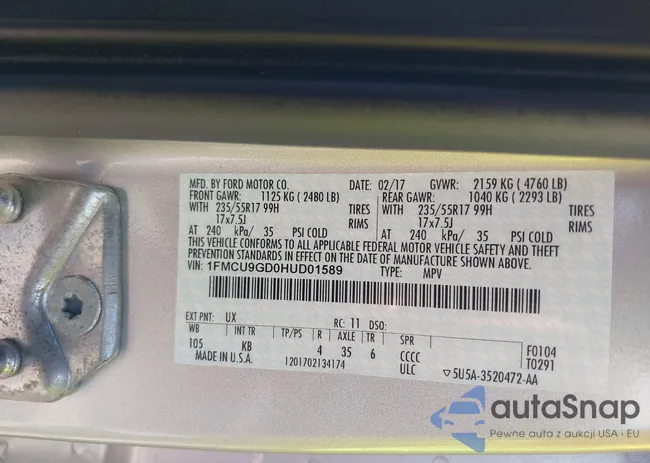 MFD. BY FORD MOTOR CO.
DATE: 02/17 GVWR: 2159 KG ( 4760 LB)
FRONT GAWR: 1125 KG ( 2480 LB) REAR GAWR: 1040 KG ( 2293 LB)
WITH 235/55R17 99H TIRES WITH 235/55R17 99H TIRES
17x7.5J RIMS 17x7.5J RIMS
AT 240 kPa/ 35 PSI COLD AT 240 kPa/ 35 PSI COLD
THIS VEHICLE CONFORMS TO ALL APPLICABLE FEDERAL MOTOR VEHICLE SAFETY AND THEFT
PREVENTION STANDARDS IN EFFECT ON THE DATE OF MANUFACTURE SHOWN ABOVE.
VIN: 1FMCU9GD0HUD01589 TYPE: MPV
EXT PNT: UX RC: 11 DSO:
WB INT TR TP/PS R AXLE TR SPR
105 KB 4 35 6 CCCC F0104
MADE IN U.S.A. 1201702134174 ULC ▽5U5A-3520472-AA T0291
autaSnap
Pewne auta z aukcji USA i EU